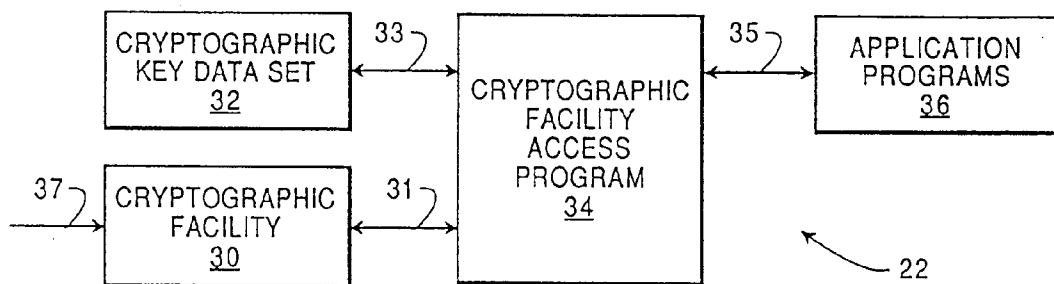 CRYPTOGRAPHIC
KEY DATA SET
32
33
CRYPTOGRAPHIC
FACILITY
ACCESS
PROGRAM
34
35
APPLICATION
PROGRAMS
36
37
CRYPTOGRAPHIC
FACILITY
30
31
22